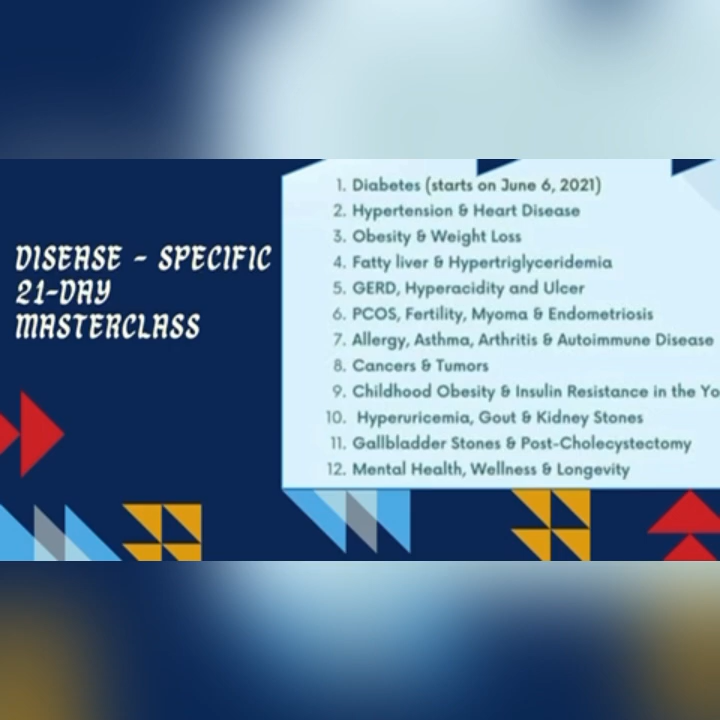 DISEASE - SPECIFIC
21-DAY
MASTERCLASS
1. Diabetes (starts on June 6, 2021)
2. Hypertension & Heart Disease
3. Obesity & Weight Loss
4. Fatty liver & Hypertriglyceridemia
5. GERD, Hyperacidity and Ulcer
6. PCOS, Fertility, Myoma & Endometriosis
7. Allergy, Asthma, Arthritis & Autoimmune Disease
8. Cancers & Tumors
9. Childhood Obesity & Insulin Resistance in the Yo
10. Hyperuricemia, Gout & Kidney Stones
11. Gallbladder Stones & Post-Cholecystectomy
12. Mental Health, Wellness & Longevity